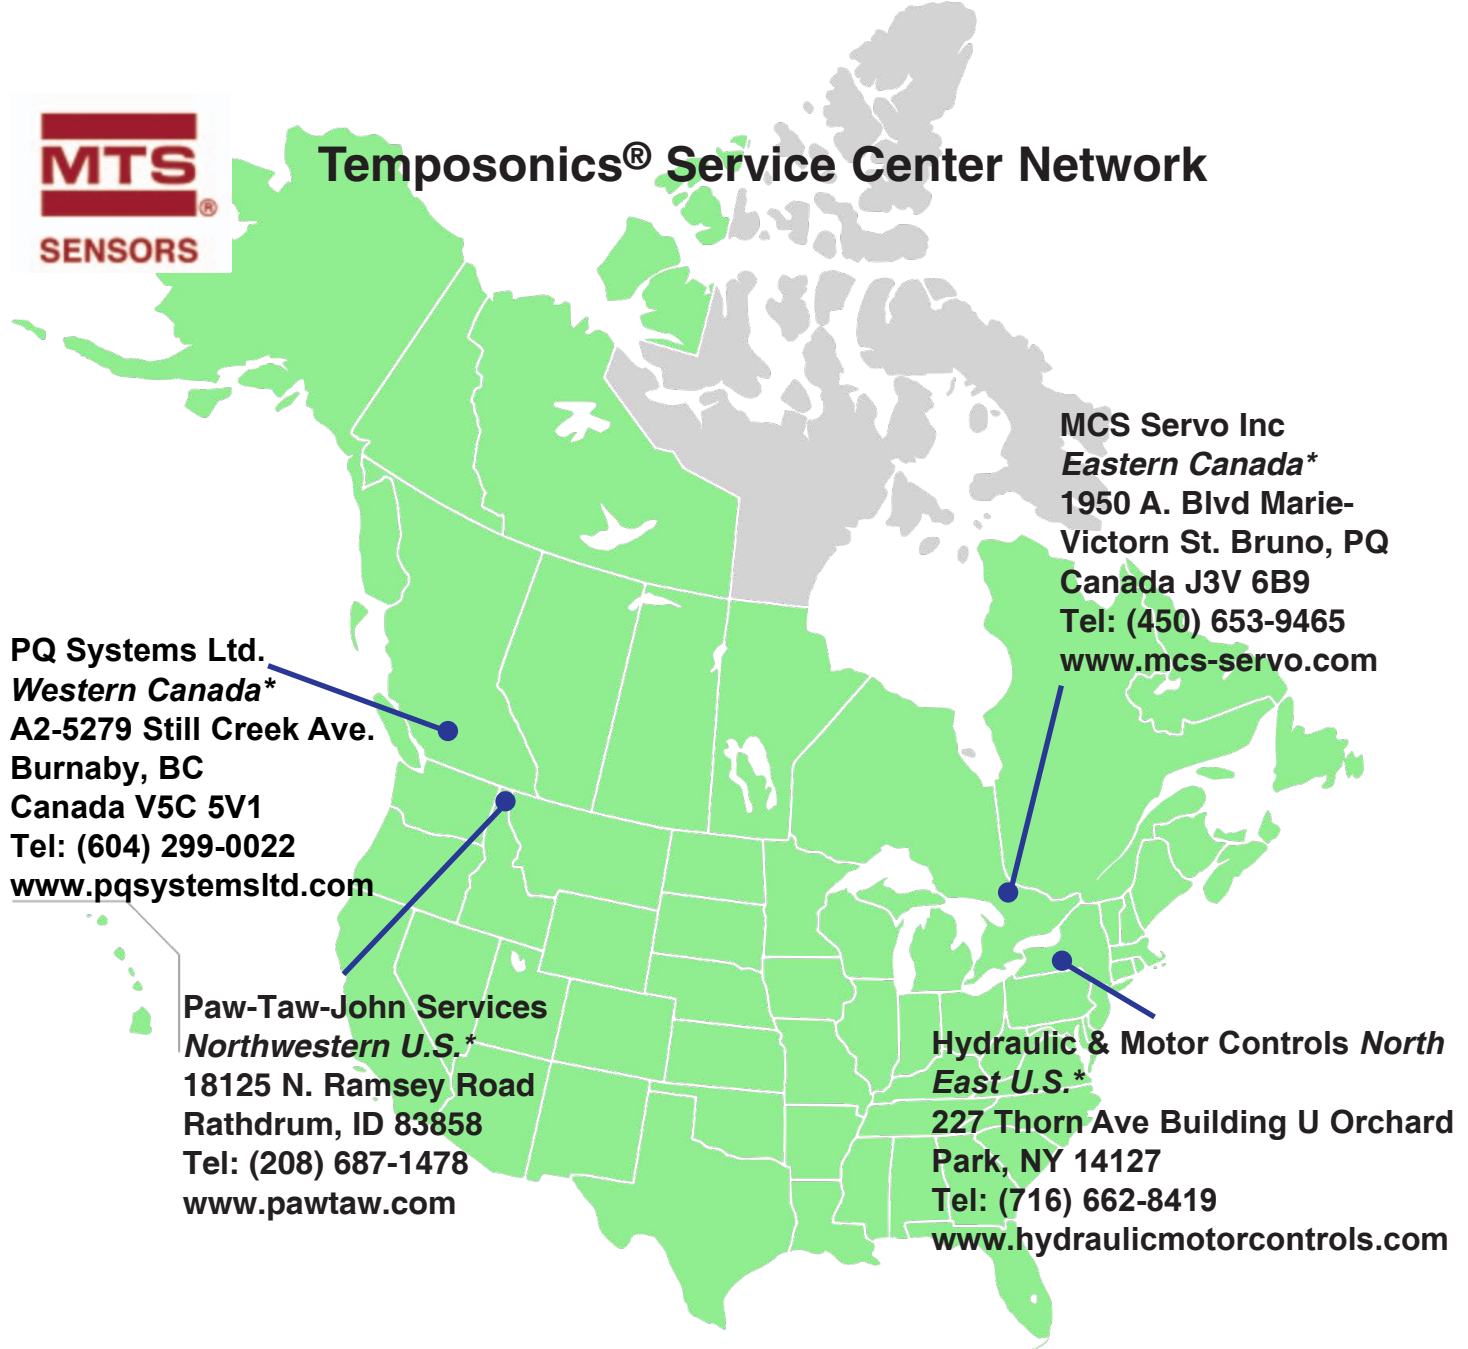 MTS®
SENSORS
Temposonics® Service Center Network
MCS Servo Inc
Eastern Canada*
1950 A. Blvd Marie-
Victorn St. Bruno, PQ
Canada J3V 6B9
Tel: (450) 653-9465
www.mcs-servo.com
PQ Systems Ltd.
Western Canada*
A2-5279 Still Creek Ave.
Burnaby, BC
Canada V5C 5V1
Tel: (604) 299-0022
www.pqsystemsltd.com
Paw-Taw-John Services
Northwestern U.S.*
18125 N. Ramsey Road
Rathdrum, ID 83858
Tel: (208) 687-1478
www.pawtaw.com
Hydraulic & Motor Controls North
East U.S.*
227 Thorn Ave Building U Orchard
Park, NY 14127
Tel: (716) 662-8419
www.hydraulicmotorcontrols.com